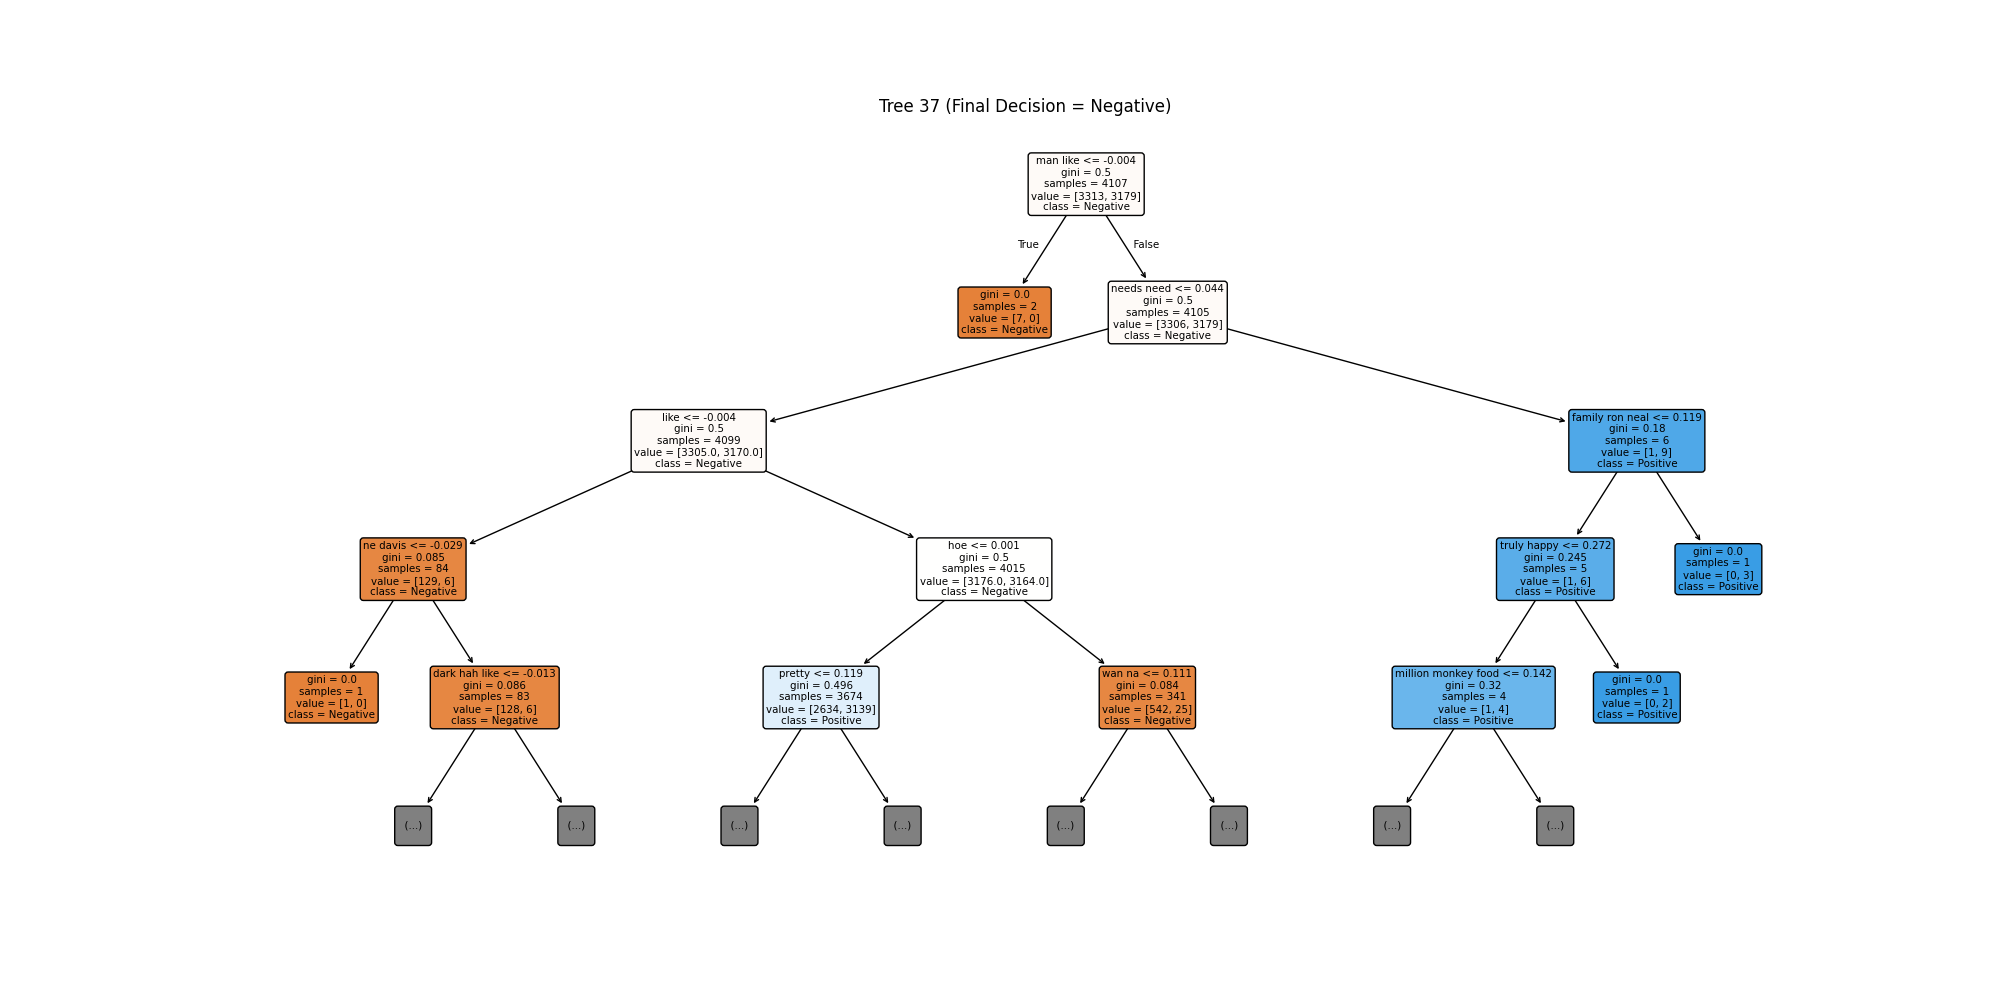 Tree 37 (Final Decision = Negative)
man like <= -0.004
gini = 0.5
samples = 4107
value = [3313, 3179]
class = Negative
True
False
gini = 0.0
samples = 2
value = [7, 0]
class = Negative
needs need <= 0.044
gini = 0.5
samples = 4105
value = [3306, 3179]
class = Negative
like <= -0.004
gini = 0.5
samples = 4099
value = [3305.0, 3170.0]
class = Negative
family ron neal <= 0.119
gini = 0.18
samples = 6
value = [1, 9]
class = Positive
ne davis <= -0.029
gini = 0.085
samples = 84
value = [129, 6]
class = Negative
hoe <= 0.001
gini = 0.5
samples = 4015
value = [3176.0, 3164.0]
class = Negative
truly happy <= 0.272
gini = 0.245
samples = 5
value = [1, 6]
class = Positive
gini = 0.0
samples = 1
value = [0, 3]
class = Positive
gini = 0.0
samples = 1
value = [1, 0]
class = Negative
dark hah like <= -0.013
gini = 0.086
samples = 83
value = [128, 6]
class = Negative
pretty <= 0.119
gini = 0.496
samples = 3674
value = [2634, 3139]
class = Positive
wan na <= 0.111
gini = 0.084
samples = 341
value = [542, 25]
class = Negative
million monkey food <= 0.142
gini = 0.32
samples = 4
value = [1, 4]
class = Positive
gini = 0.0
samples = 1
value = [0, 2]
class = Positive
(...)
(...)
(...)
(...)
(...)
(...)
(...)
(...)